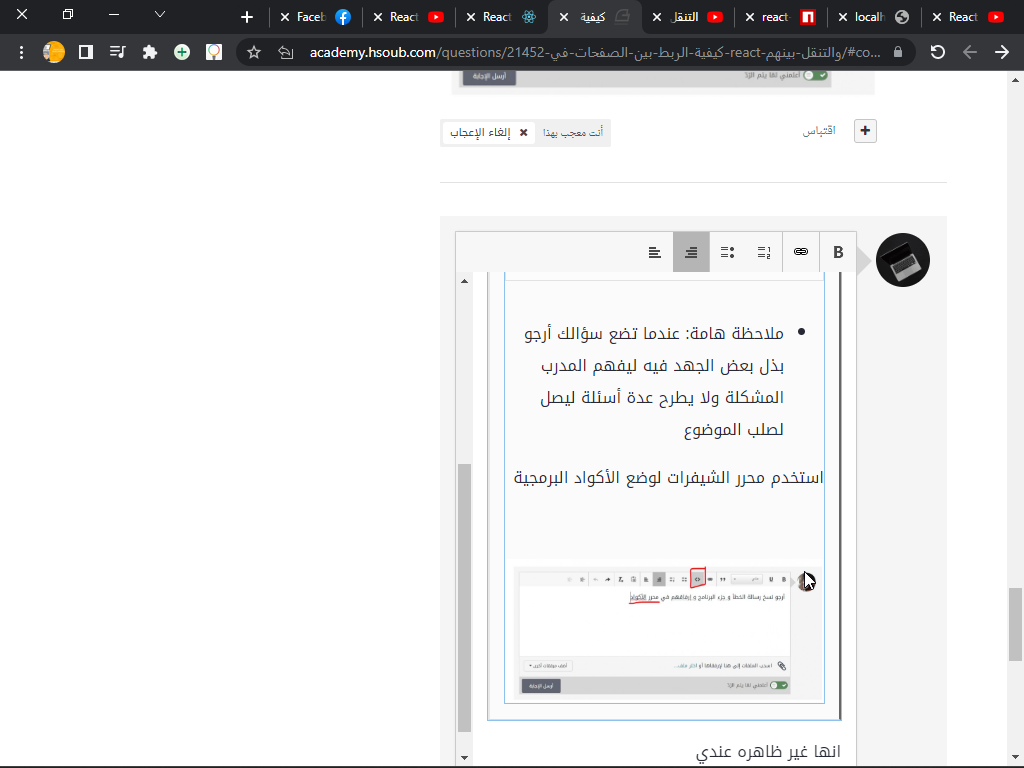 Faceb
React
React
كيفية
التنقل
react
localh
React
academy.hsoub.com/questions/21452-كيفية-الربط-بين-الصفحات-في-react-والتنقل-بينهم/#co...
أعلمني لما يتم الرّد
أرسل الإجابة
اقتباس
أنت معجب بهذا
إلغاء الإعجاب
B
ملاحظة هامة: عندما تضع سؤالك أرجو
بذل بعض الجهد فيه ليفهم المدرب
المشكلة ولا يطرح عدة أسئلة ليصل
لصلب الموضوع
استخدم محرر الشيفرات لوضع الأكواد البرمجية
أرجو نسخ رسالة الخطأ و جزء البرنامج و إرفاقهم في محرر الأكواد
اسحب الملفات إلى هنا لإرفاقها أو اختر ملف...
أضف مرفقات أخرى
أعلمني لما يتم الرّد
أرسل الإجابة
انها غير ظاهره عندي